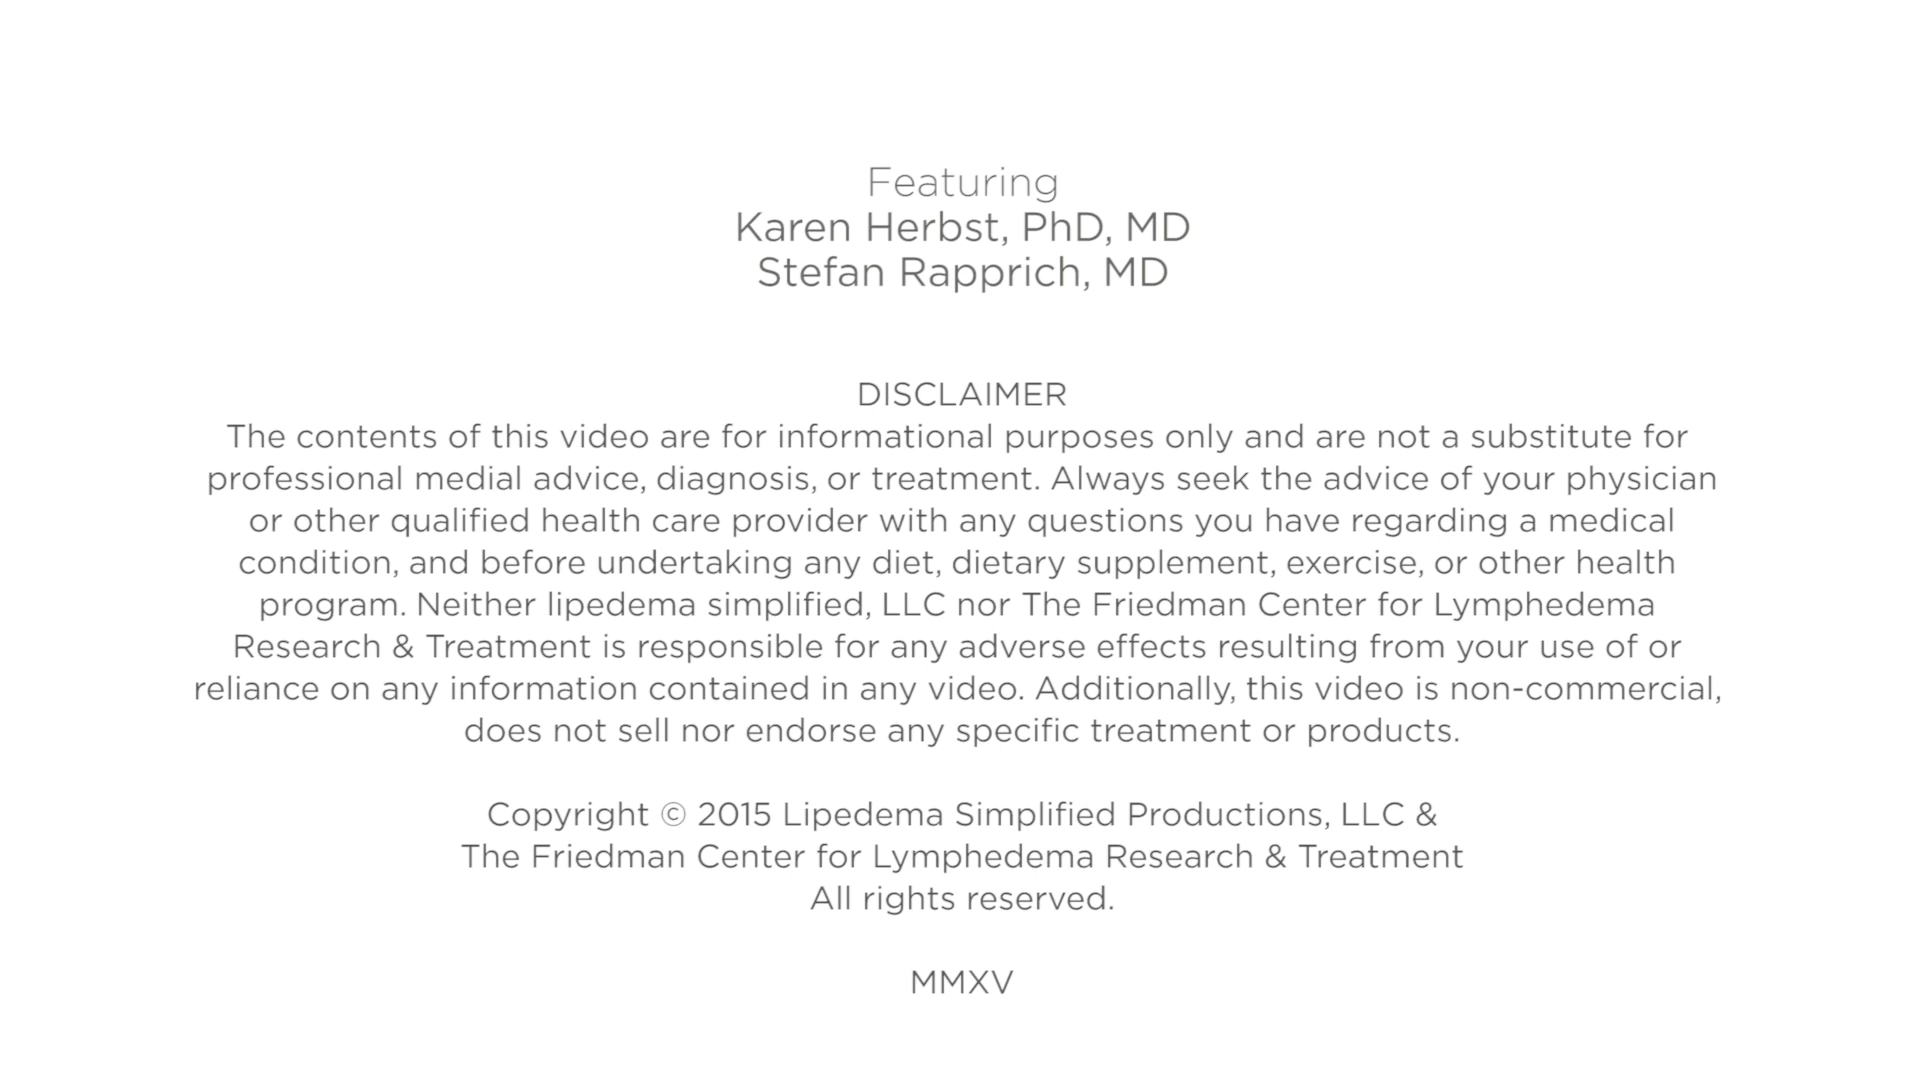 Featuring
Karen Herbst, PhD, MD
Stefan Rapprich, MD
DISCLAIMER
The contents of this video are for informational purposes only and are not a substitute for
professional medial advice, diagnosis, or treatment. Always seek the advice of your physician
or other qualified health care provider with any questions you have regarding a medical
condition, and before undertaking any diet, dietary supplement, exercise, or other health
program. Neither lipedema simplified, LLC nor The Friedman Center for Lymphedema
Research & Treatment is responsible for any adverse effects resulting from your use of or
reliance on any information contained in any video. Additionally, this video is non-commercial,
does not sell nor endorse any specific treatment or products.
Copyright © 2015 Lipedema Simplified Productions, LLC &
The Friedman Center for Lymphedema Research & Treatment
All rights reserved.
MMXV